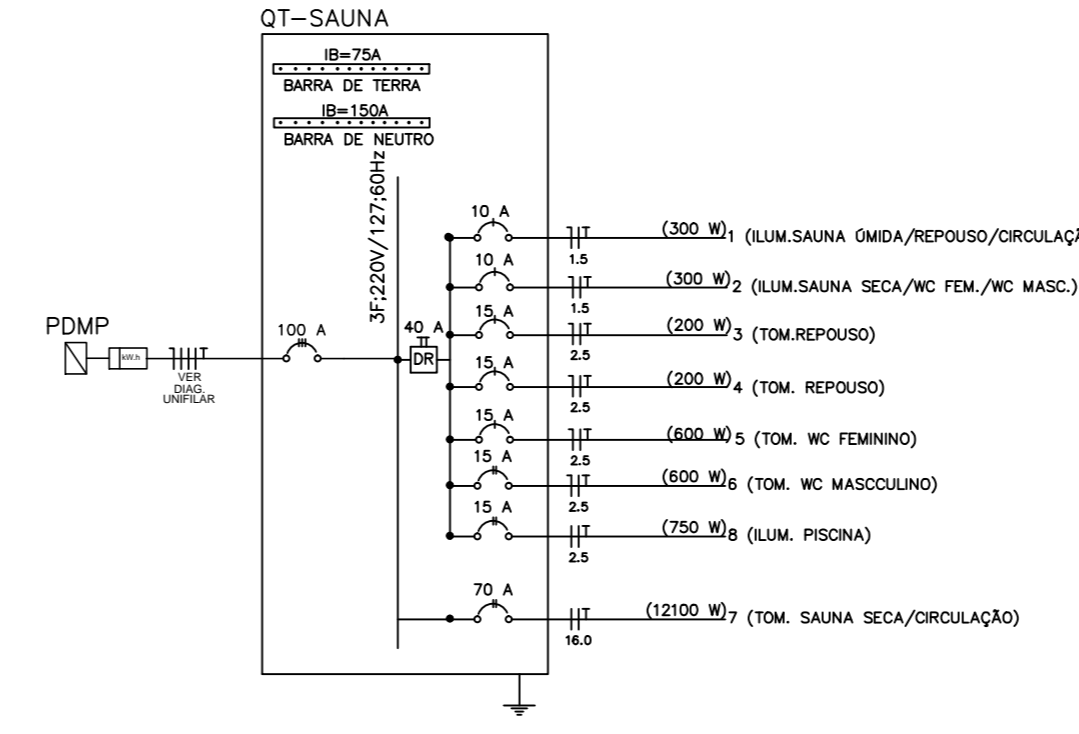 QT-SAUNA
IB=75A
BARRA DE TERRA
IB=150A
BARRA DE NEUTRO
3F;220V/127;60Hz
PDMP
kW.h
VER
DIAG.
UNIFILAR
100 A
40 A
DR
10 A
T
1.5
(300 W) 1 (ILUM.SAUNA ÚMIDA/REPOUSO/CIRCULAÇÃ
10 A
T
1.5
(300 W) 2 (ILUM.SAUNA SECA/WC FEM./WC MASC.)
15 A
T
2.5
(200 W) 3 (TOM.REPOUSO)
15 A
T
2.5
(200 W) 4 (TOM. REPOUSO)
15 A
T
2.5
(600 W) 5 (TOM. WC FEMININO)
15 A
T
2.5
(600 W) 6 (TOM. WC MASCCULINO)
15 A
T
2.5
(750 W) 8 (ILUM. PISCINA)
70 A
T
16.0
(12100 W) 7 (TOM. SAUNA SECA/CIRCULAÇÃO)